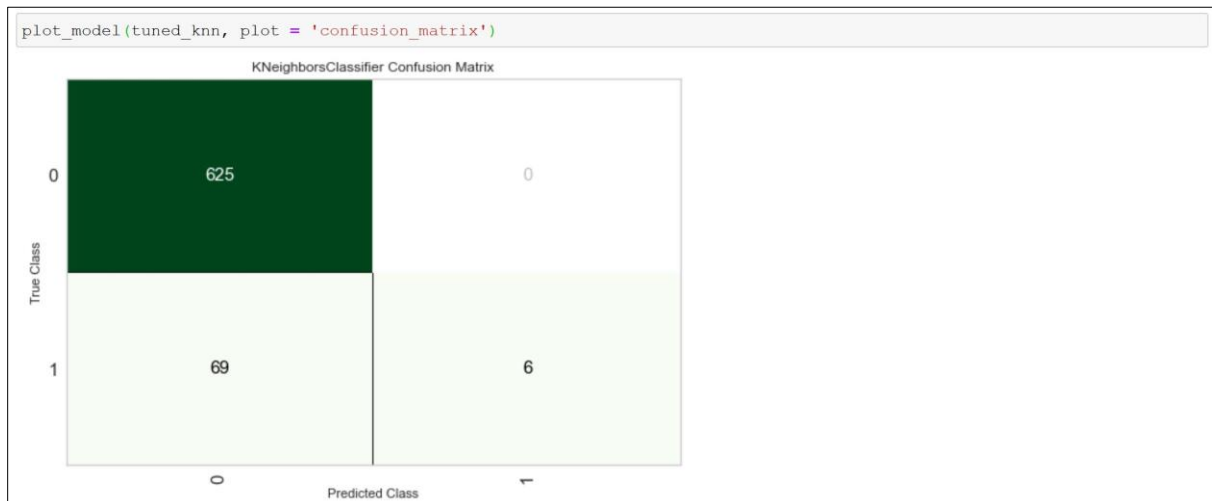 plot_model(tuned_knn, plot = 'confusion_matrix')
KNeighborsClassifier Confusion Matrix
True Class
0
625
0
1
69
6
0
1
Predicted Class